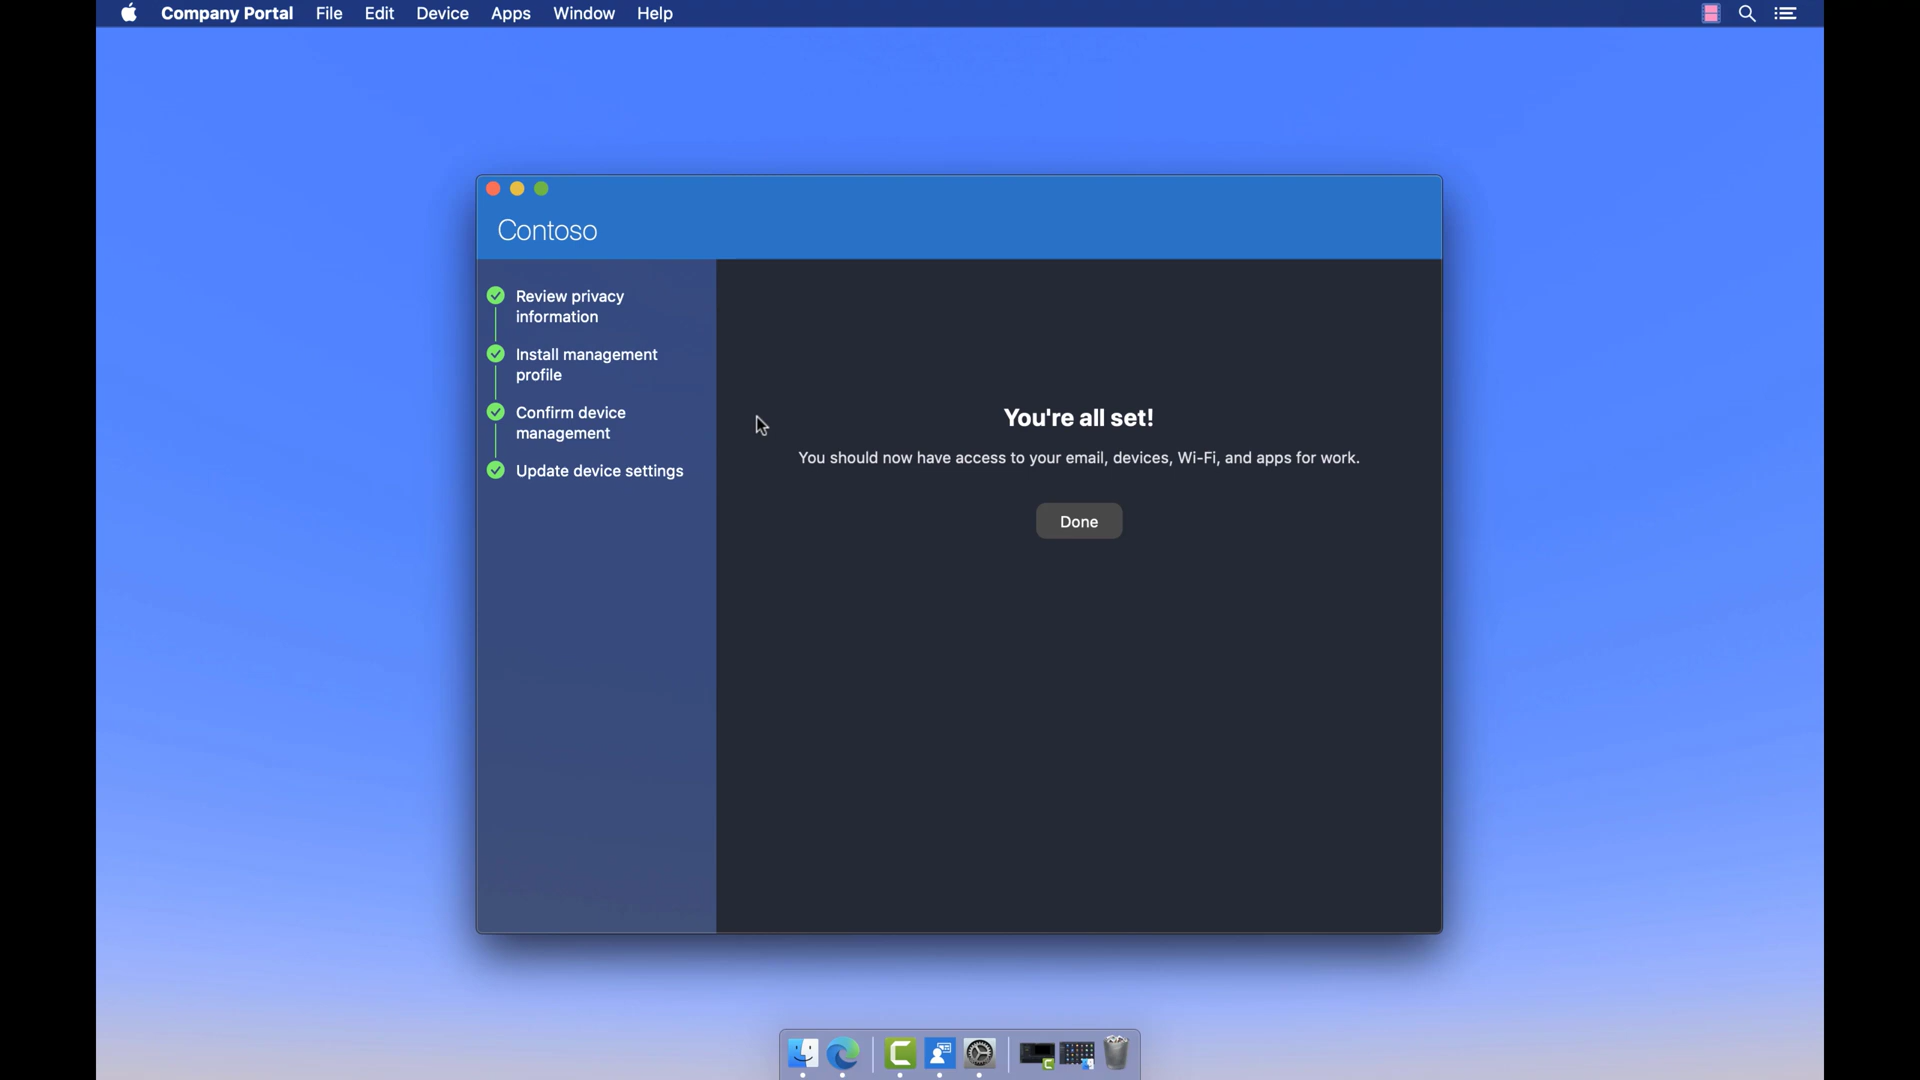 Company Portal File Edit Device Apps Window Help
Contoso
Review privacy
information
Install management
profile
Confirm device
management
Update device settings
You're all set!
You should now have access to your email, devices, Wi-Fi, and apps for work.
Done